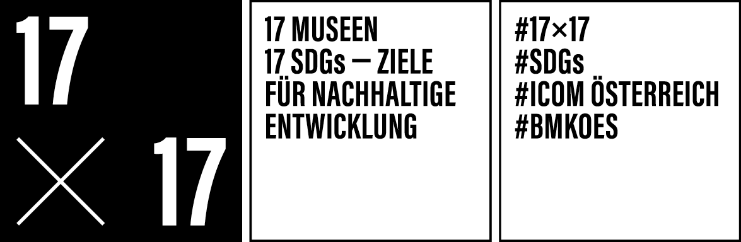 17
× 17
17 MUSEEN
17 SDGs — ZIELE
FÜR NACHHALTIGE
ENTWICKLUNG
#17×17
#SDGs
#ICOM ÖSTERREICH
#BMKOES